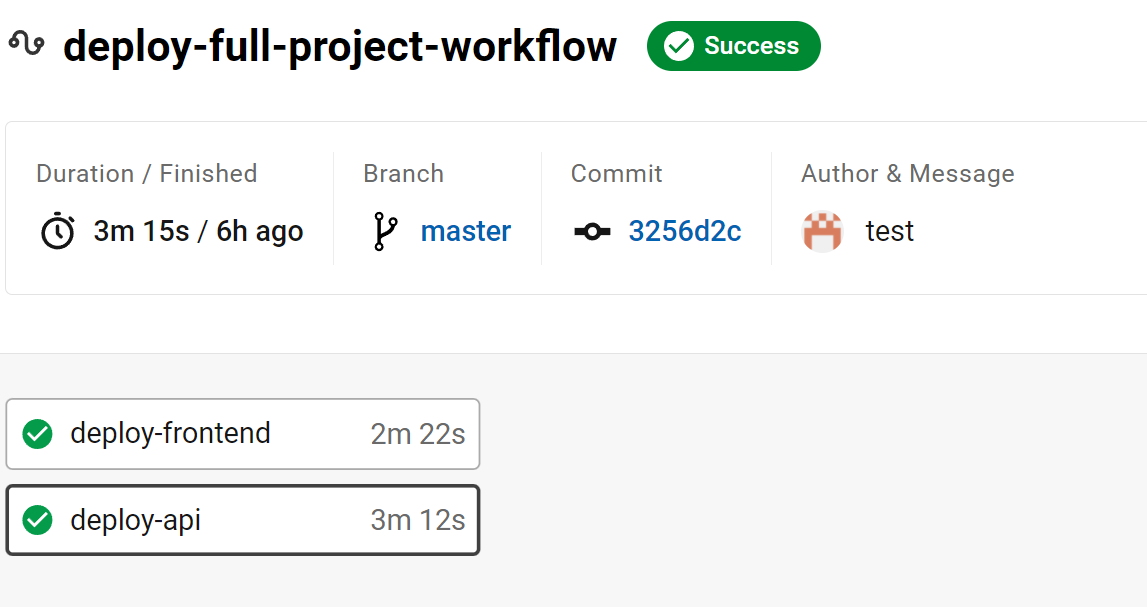 deploy-full-project-workflow Success
Duration / Finished
3m 15s / 6h ago
Branch
master
Commit
3256d2c
Author & Message
test
deploy-frontend 2m 22s
deploy-api 3m 12s